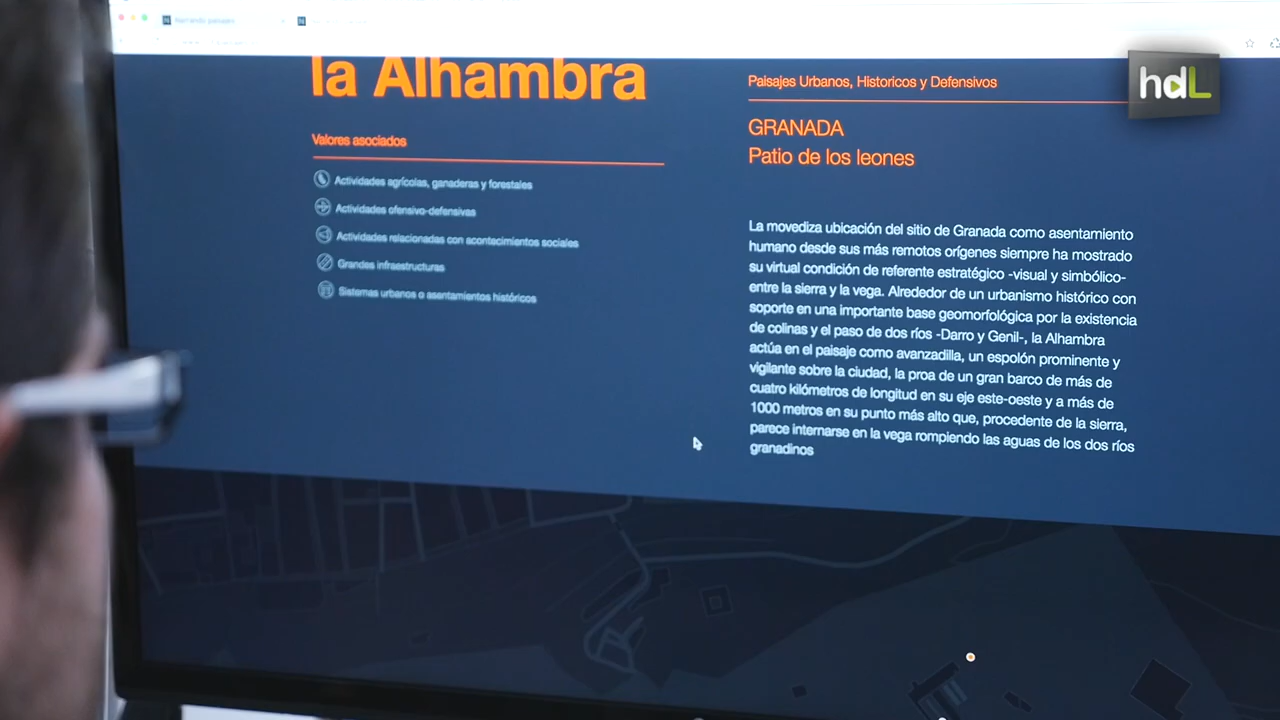 hdL
la Alhambra
Valores asociados
Actividades agrícolas, ganaderas y forestales
Actividades ofensivo-defensivas
Actividades relacionadas con acontecimientos sociales
Grandes infraestructuras
Sistemas urbanos o asentamientos históricos
Paisajes Urbanos, Historicos y Defensivos
GRANADA
Patio de los leones
La movediza ubicación del sitio de Granada como asentamiento
humano desde sus más remotos orígenes siempre ha mostrado
su virtual condición de referente estratégico -visual y simbólico-
entre la sierra y la vega. Alrededor de un urbanismo histórico con
soporte en una importante base geomorfológica por la existencia
de colinas y el paso de dos ríos -Darro y Genil-, la Alhambra
actúa en el paisaje como avanzadilla, un espolón prominente y
vigilante sobre la ciudad, la proa de un gran barco de más de
cuatro kilómetros de longitud en su eje este-oeste y a más de
1000 metros en su punto más alto que, procedente de la sierra,
parece internarse en la vega rompiendo las aguas de los dos ríos
granadinos